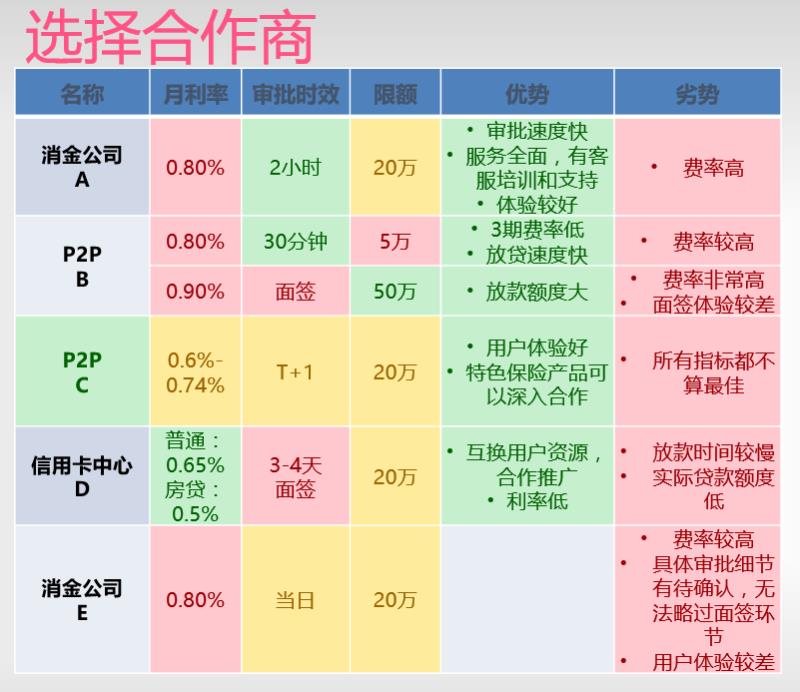 选择合作商
名称 月利率 审批时效 限额 优势 劣势
消金公司
A
0.80%
2小时
20万
• 审批速度快
• 服务全面，有客
服培训和支持
• 体验较好
• 费率高
P2P
B
0.80%
30分钟
5万
• 3期费率低
• 放贷速度快
• 费率较高
0.90%
面签
50万
• 放款额度大
• 费率非常高
• 面签体验较差
P2P
C
0.6%-
0.74%
T+1
20万
• 用户体验好
• 特色保险产品可
以深入合作
• 所有指标都不
算最佳
信用卡中心
D
普通：
0.65%
房贷：
0.5%
3-4天
面签
20万
• 互换用户资源，
合作推广
• 利率低
• 放款时间较慢
• 实际贷款额度
低
消金公司
E
0.80%
当日
20万
• 费率较高
• 具体审批细节
有待确认，无
法略过面签环
节
• 用户体验较差